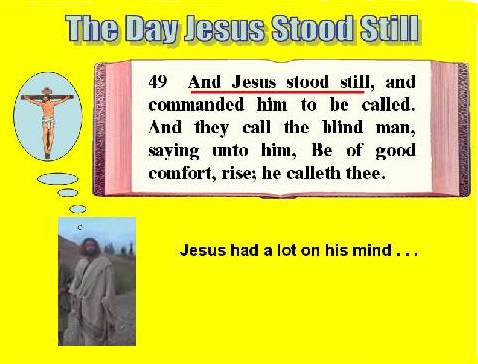 The Day Jesus Stood Still
49 And Jesus stood still, and
commanded him to be called.
And they call the blind man,
saying unto him, Be of good
comfort, rise; he calleth thee.
c
Jesus had a lot on his mind . . .